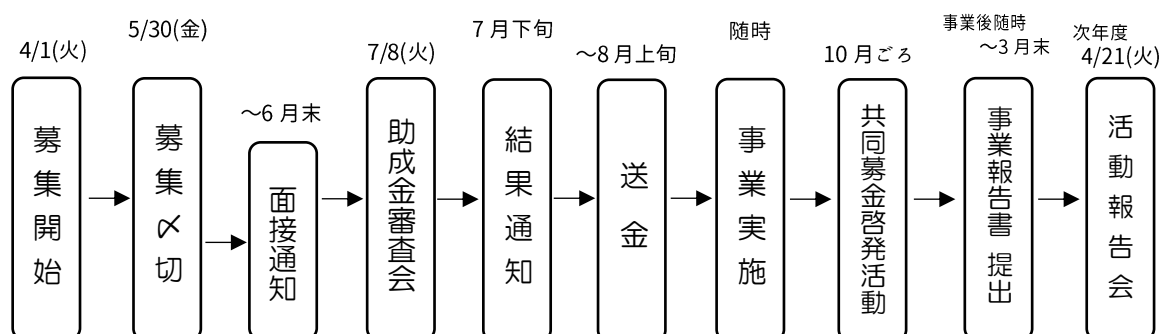 4/1(火)
募集開始
5/30(金)
募集〆切
～6月末
面接通知
7/8(火)
助成金審査会
7月下旬
結果通知
～8月上旬
送金
随時
事業実施
10月ごろ
共同募金啓発活動
事業後随時
～3月末
事業報告書 提出
次年度
4/21(火)
活動報告会